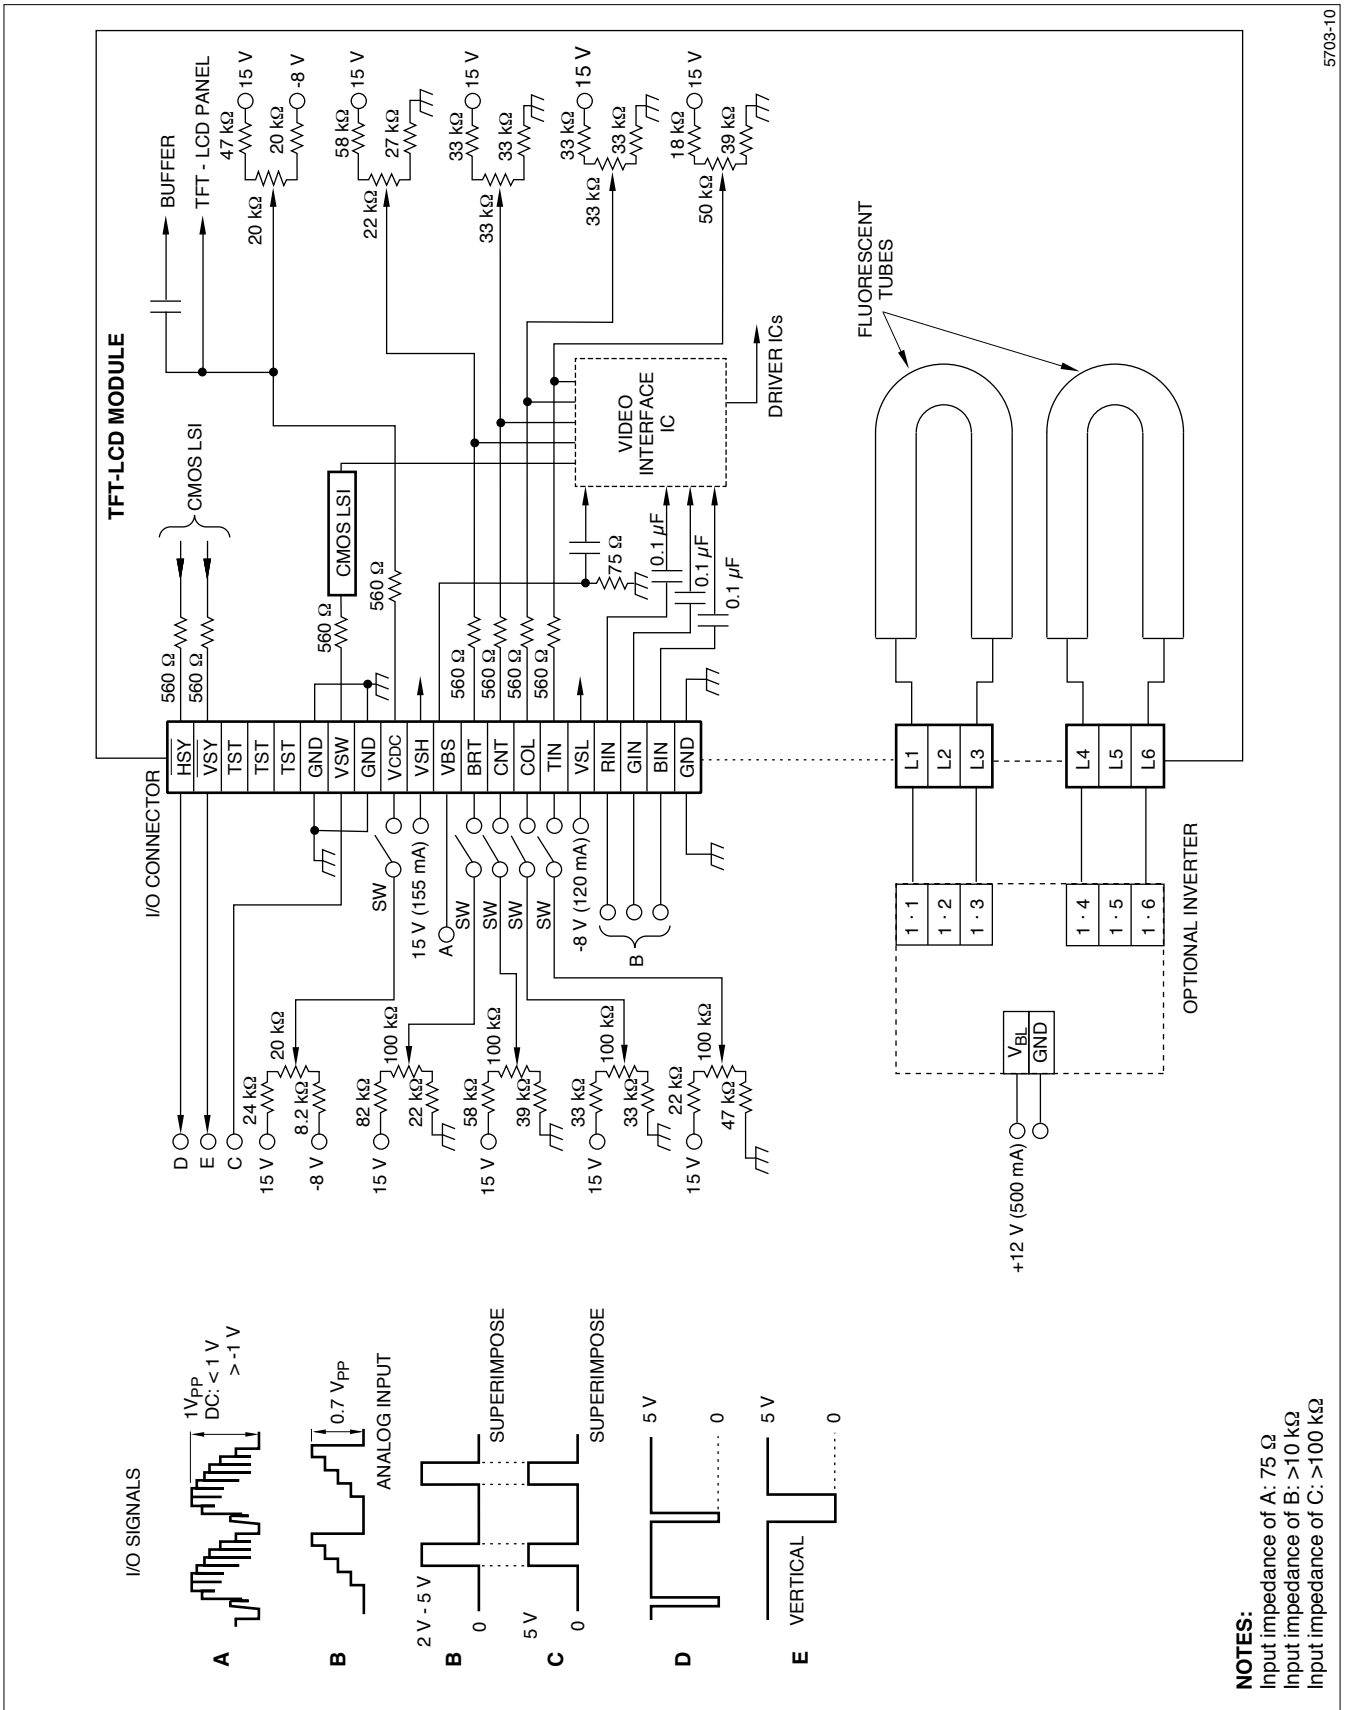 5703-10
TFT-LCD MODULE
BUFFER
TFT - LCD PANEL
47 kΩ
15 V
20 kΩ
20 kΩ
-8 V
58 kΩ
15 V
22 kΩ
27 kΩ
33 kΩ
15 V
33 kΩ
33 kΩ
33 kΩ
15 V
33 kΩ
33 kΩ
18 kΩ
15 V
50 kΩ
39 kΩ
CMOS LSI
CMOS LSI
560 Ω
560 Ω
560 Ω
560 Ω
560 Ω
560 Ω
560 Ω
560 Ω
VIDEO
INTERFACE
IC
DRIVER ICs
75 Ω
0.1 µF
0.1 µF
0.1 µF
FLUORESCENT
TUBES
I/O CONNECTOR
HSY
VSY
TST
TST
TST
GND
VSW
GND
VCDC
VSH
VBS
BRT
CNT
COL
TIN
VSL
RIN
GIN
BIN
GND
L1
L2
L3
L4
L5
L6
SW
15 V (155 mA)
A
SW
SW
SW
SW
-8 V (120 mA)
B
1 · 1
1 · 2
1 · 3
1 · 4
1 · 5
1 · 6
OPTIONAL INVERTER
VBL
GND
+12 V (500 mA)
D
E
C
15 V
24 kΩ
20 kΩ
-8 V
8.2 kΩ
15 V
82 kΩ
100 kΩ
22 kΩ
15 V
58 kΩ
100 kΩ
39 kΩ
15 V
33 kΩ
100 kΩ
33 kΩ
15 V
22 kΩ
100 kΩ
47 kΩ
I/O SIGNALS
A
1VPP
DC: < 1 V
> -1 V
B
0.7 VPP
ANALOG INPUT
B
2 V - 5 V
0
SUPERIMPOSE
C
5 V
0
SUPERIMPOSE
D
5 V
0
E
VERTICAL
5 V
0
NOTES:
Input impedance of A: 75 Ω
Input impedance of B: >10 kΩ
Input impedance of C: >100 kΩ